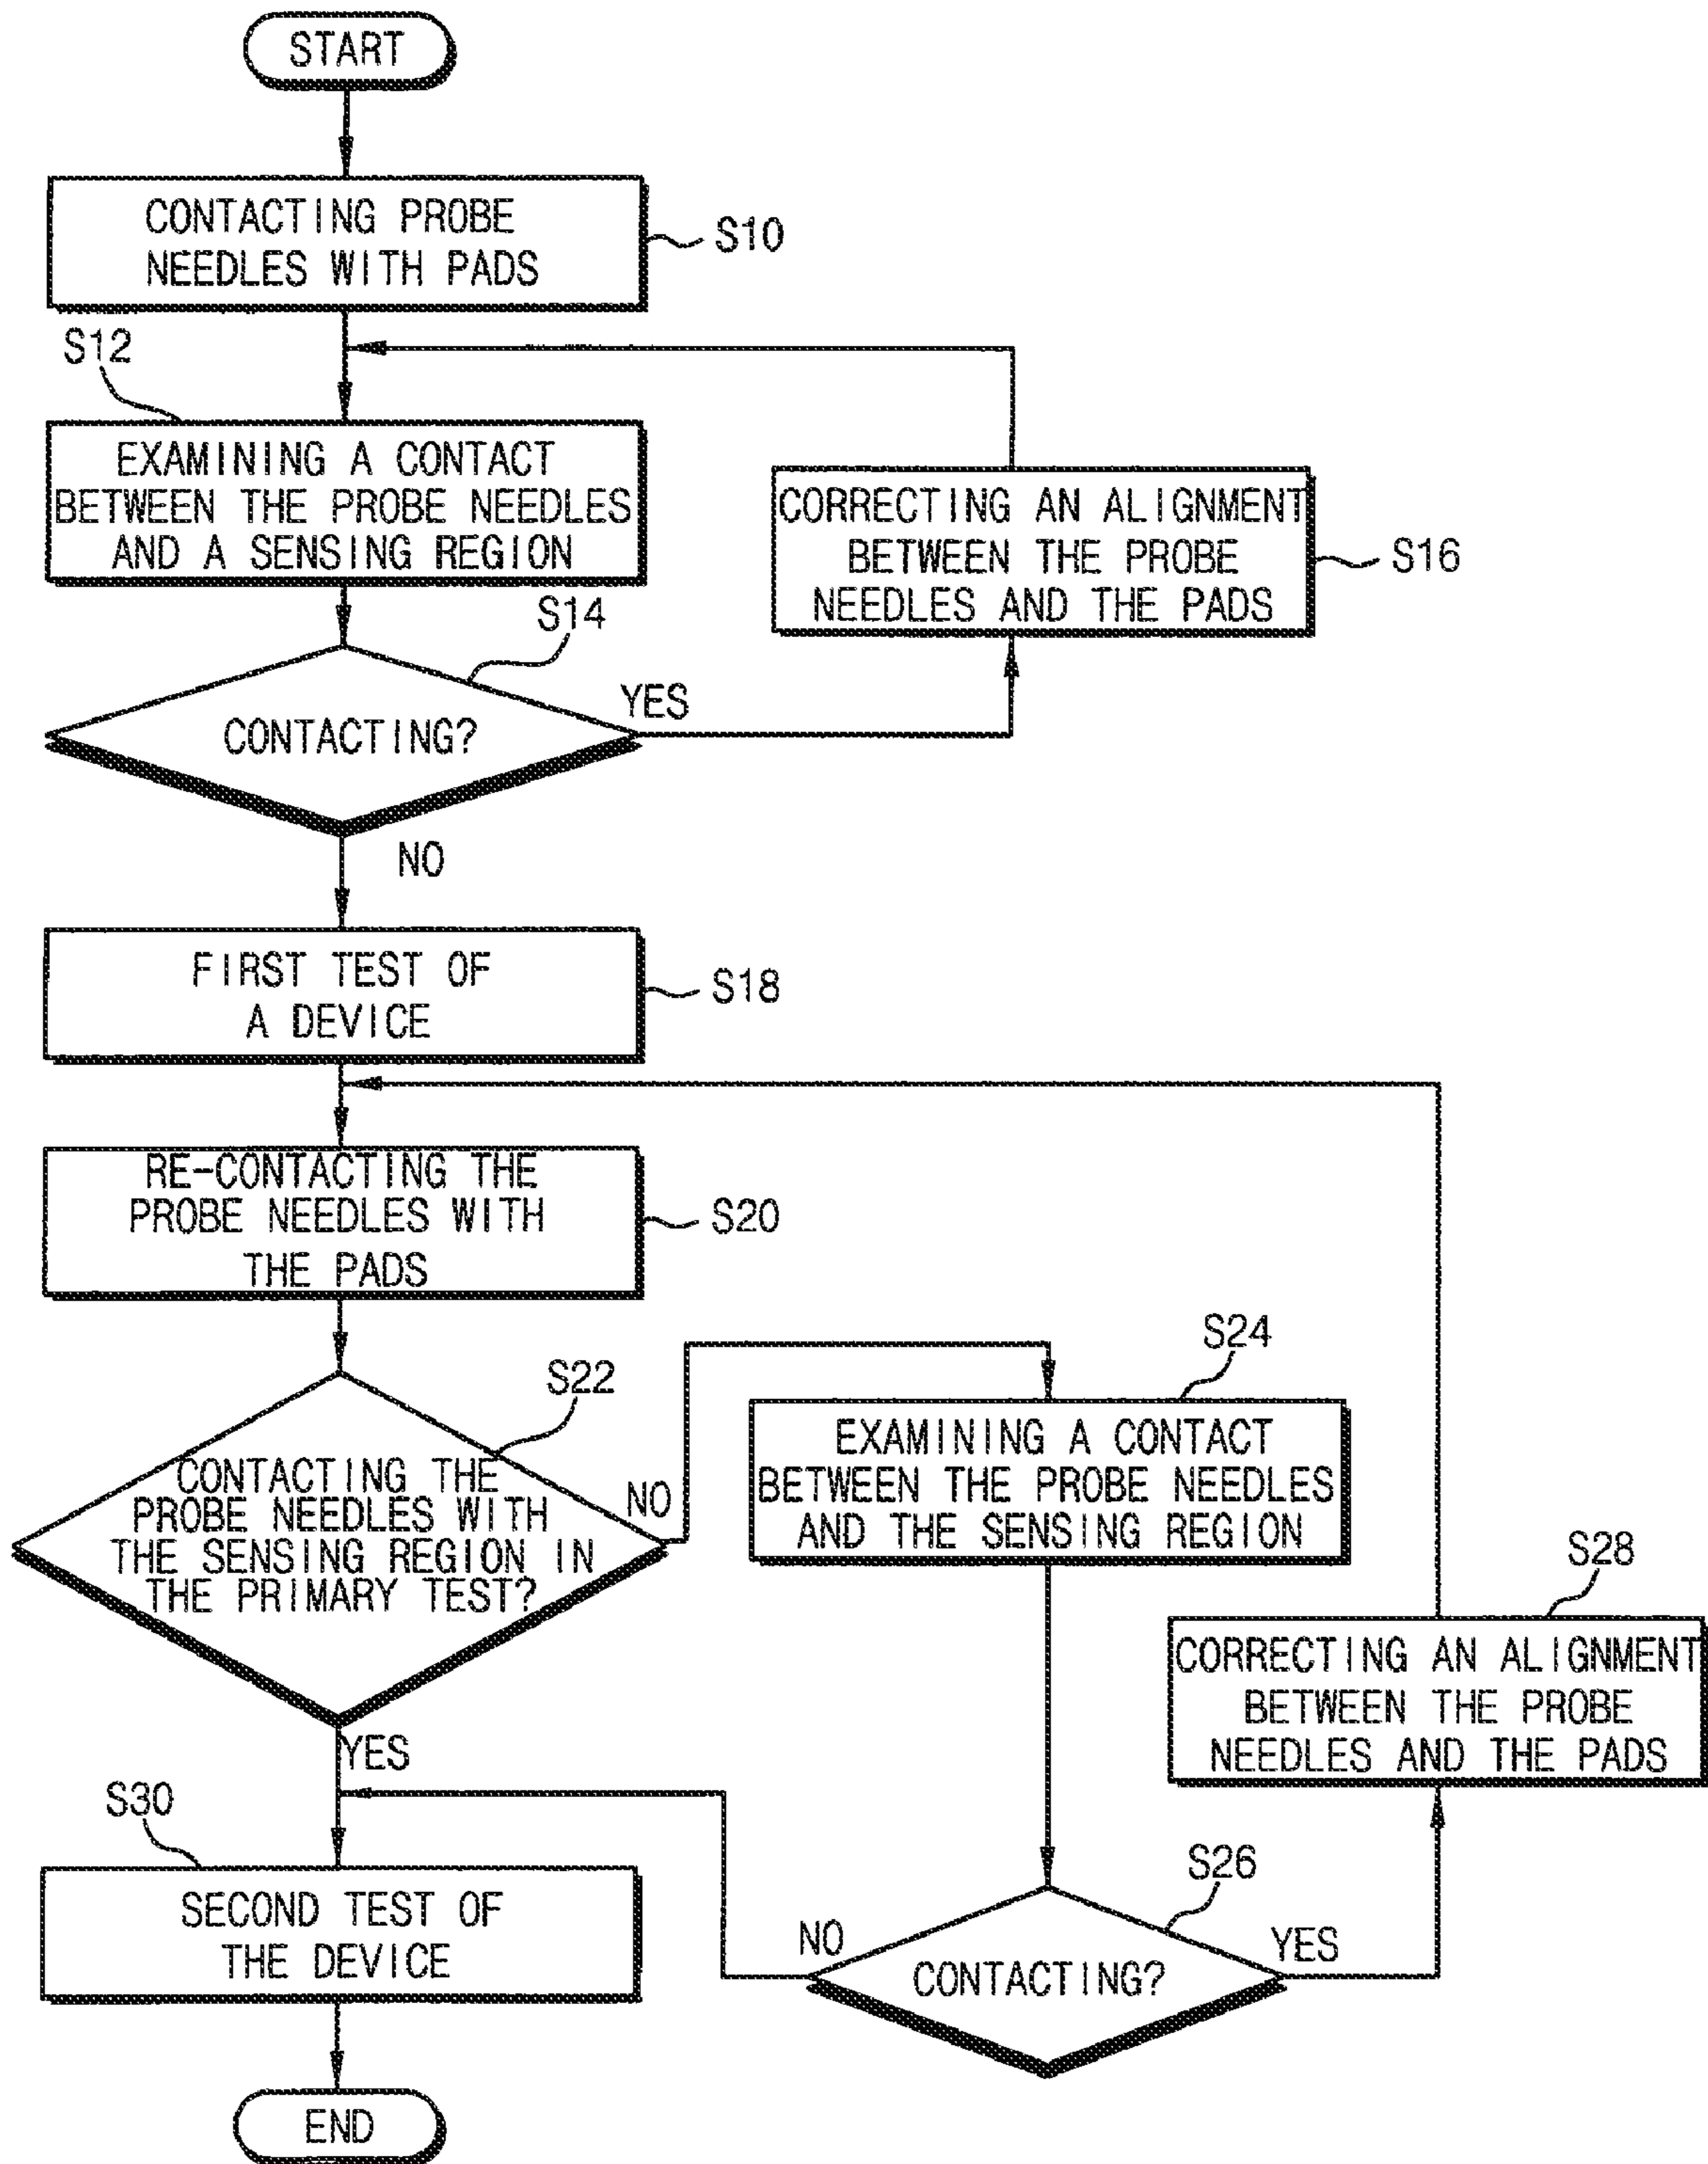 START
CONTACTING PROBE
NEEDLES WITH PADS
S10
S12
EXAMINING A CONTACT
BETWEEN THE PROBE NEEDLES
AND A SENSING REGION
CORRECTING AN ALIGNMENT
BETWEEN THE PROBE
NEEDLES AND THE PADS
S16
S14
CONTACTING?
YES
NO
FIRST TEST OF
A DEVICE
S18
RE-CONTACTING THE
PROBE NEEDLES WITH
THE PADS
S20
S22
CONTACTING THE
PROBE NEEDLES WITH
THE SENSING REGION IN
THE PRIMARY TEST?
NO
YES
S24
EXAMINING A CONTACT
BETWEEN THE PROBE NEEDLES
AND THE SENSING REGION
S28
CORRECTING AN ALIGNMENT
BETWEEN THE PROBE
NEEDLES AND THE PADS
S26
CONTACTING?
NO
YES
S30
SECOND TEST OF
THE DEVICE
END